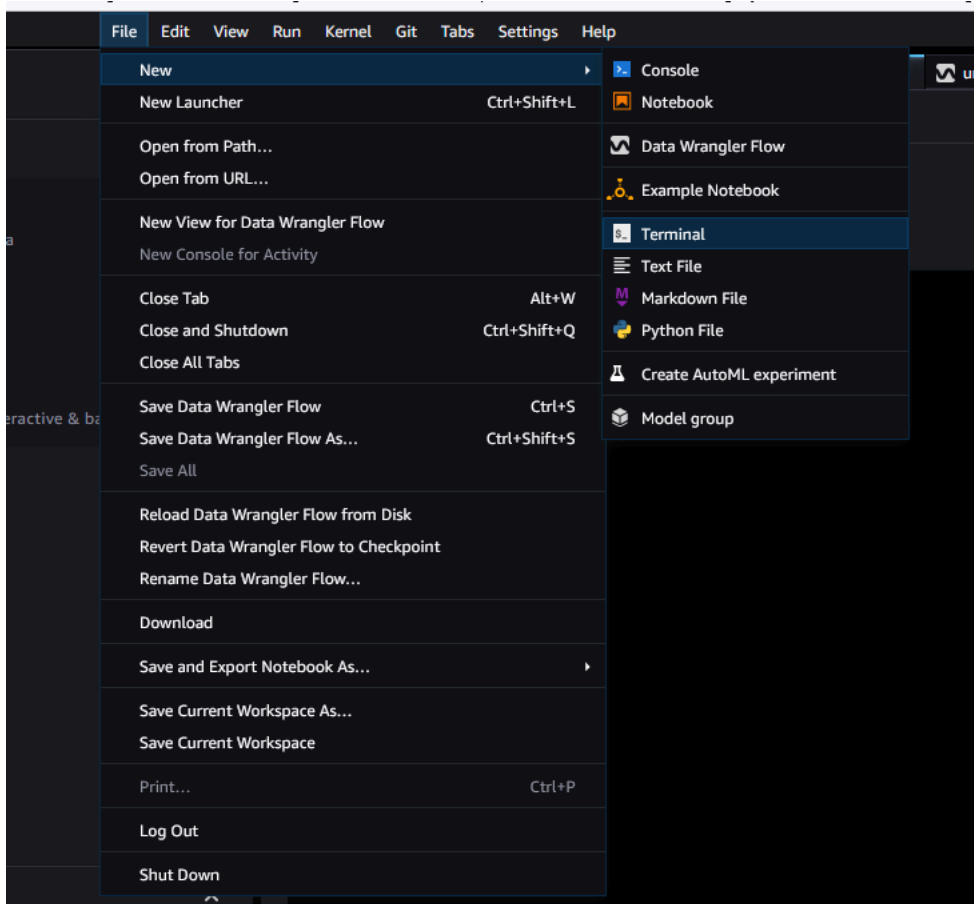 File Edit View Run Kernel Git Tabs Settings Help
New
New Launcher Ctrl+Shift+L
Open from Path...
Open from URL...
New View for Data Wrangler Flow
New Console for Activity
Close Tab Alt+W
Close and Shutdown Ctrl+Shift+Q
Close All Tabs
Save Data Wrangler Flow Ctrl+S
Save Data Wrangler Flow As... Ctrl+Shift+S
Save All
Reload Data Wrangler Flow from Disk
Revert Data Wrangler Flow to Checkpoint
Rename Data Wrangler Flow...
Download
Save and Export Notebook As...
Save Current Workspace As...
Save Current Workspace
Print... Ctrl+P
Log Out
Shut Down
Console
Notebook
Data Wrangler Flow
Example Notebook
Terminal
Text File
Markdown File
Python File
Create AutoML experiment
Model group
a
eractive & ba